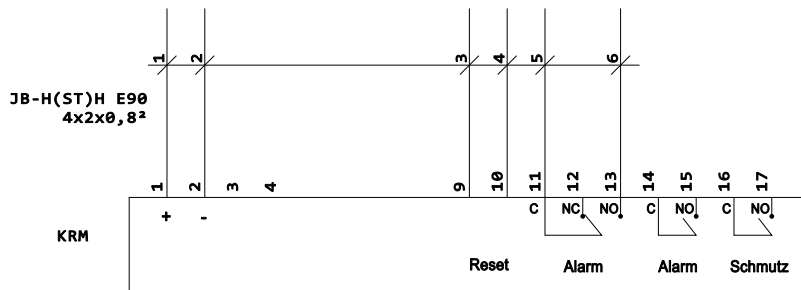 1 2 3 4 5 6
JB-H(ST)H E90
4x2x0,8²
1 2 3 4 9 10 11 12 13 14 15 16 17
C NC NO C NO C NO
+ -
KRM
Reset Alarm Alarm Schmutz